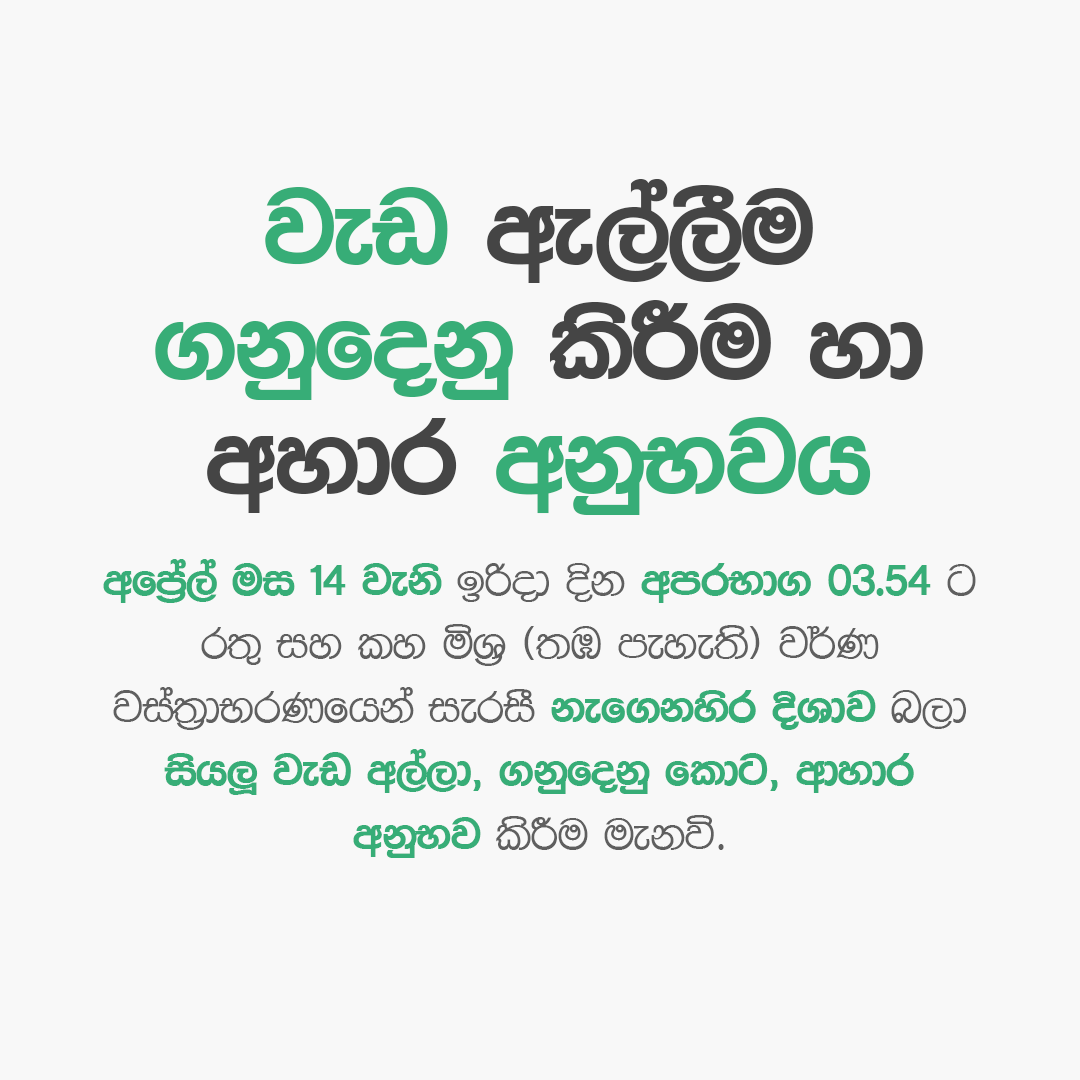 වැඩ ඇල්ලීම
ගනුදෙනු කිරීම හා
අහාර අනුභවය
අප්‍රේල් මස 14 වැනි ඉරිදා දින අපරභාග 03.54 ට
රතු සහ කහ මිශ්‍ර (තඹ පැහැති) වර්ණ
වස්ත්‍රාභරණයෙන් සැරසී නැගෙනහිර දිශාව බලා
සියලූ වැඩ අල්ලා, ගනුදෙනු කොට, ආහාර
අනුභව කිරීම මැනවි.